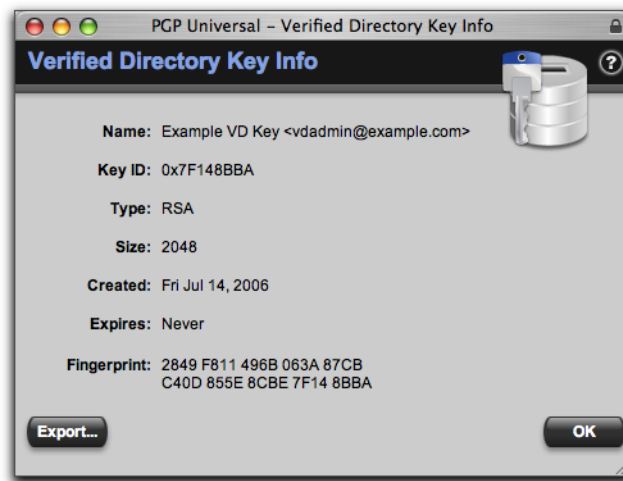 PGP Universal – Verified Directory Key Info
Verified Directory Key Info
?
Name: Example VD Key <vdadmin@example.com>
Key ID: 0x7F148BBA
Type: RSA
Size: 2048
Created: Fri Jul 14, 2006
Expires: Never
Fingerprint: 2849 F811 496B 063A 87CB
C40D 855E 8CBE 7F14 8BBA
Export...
OK